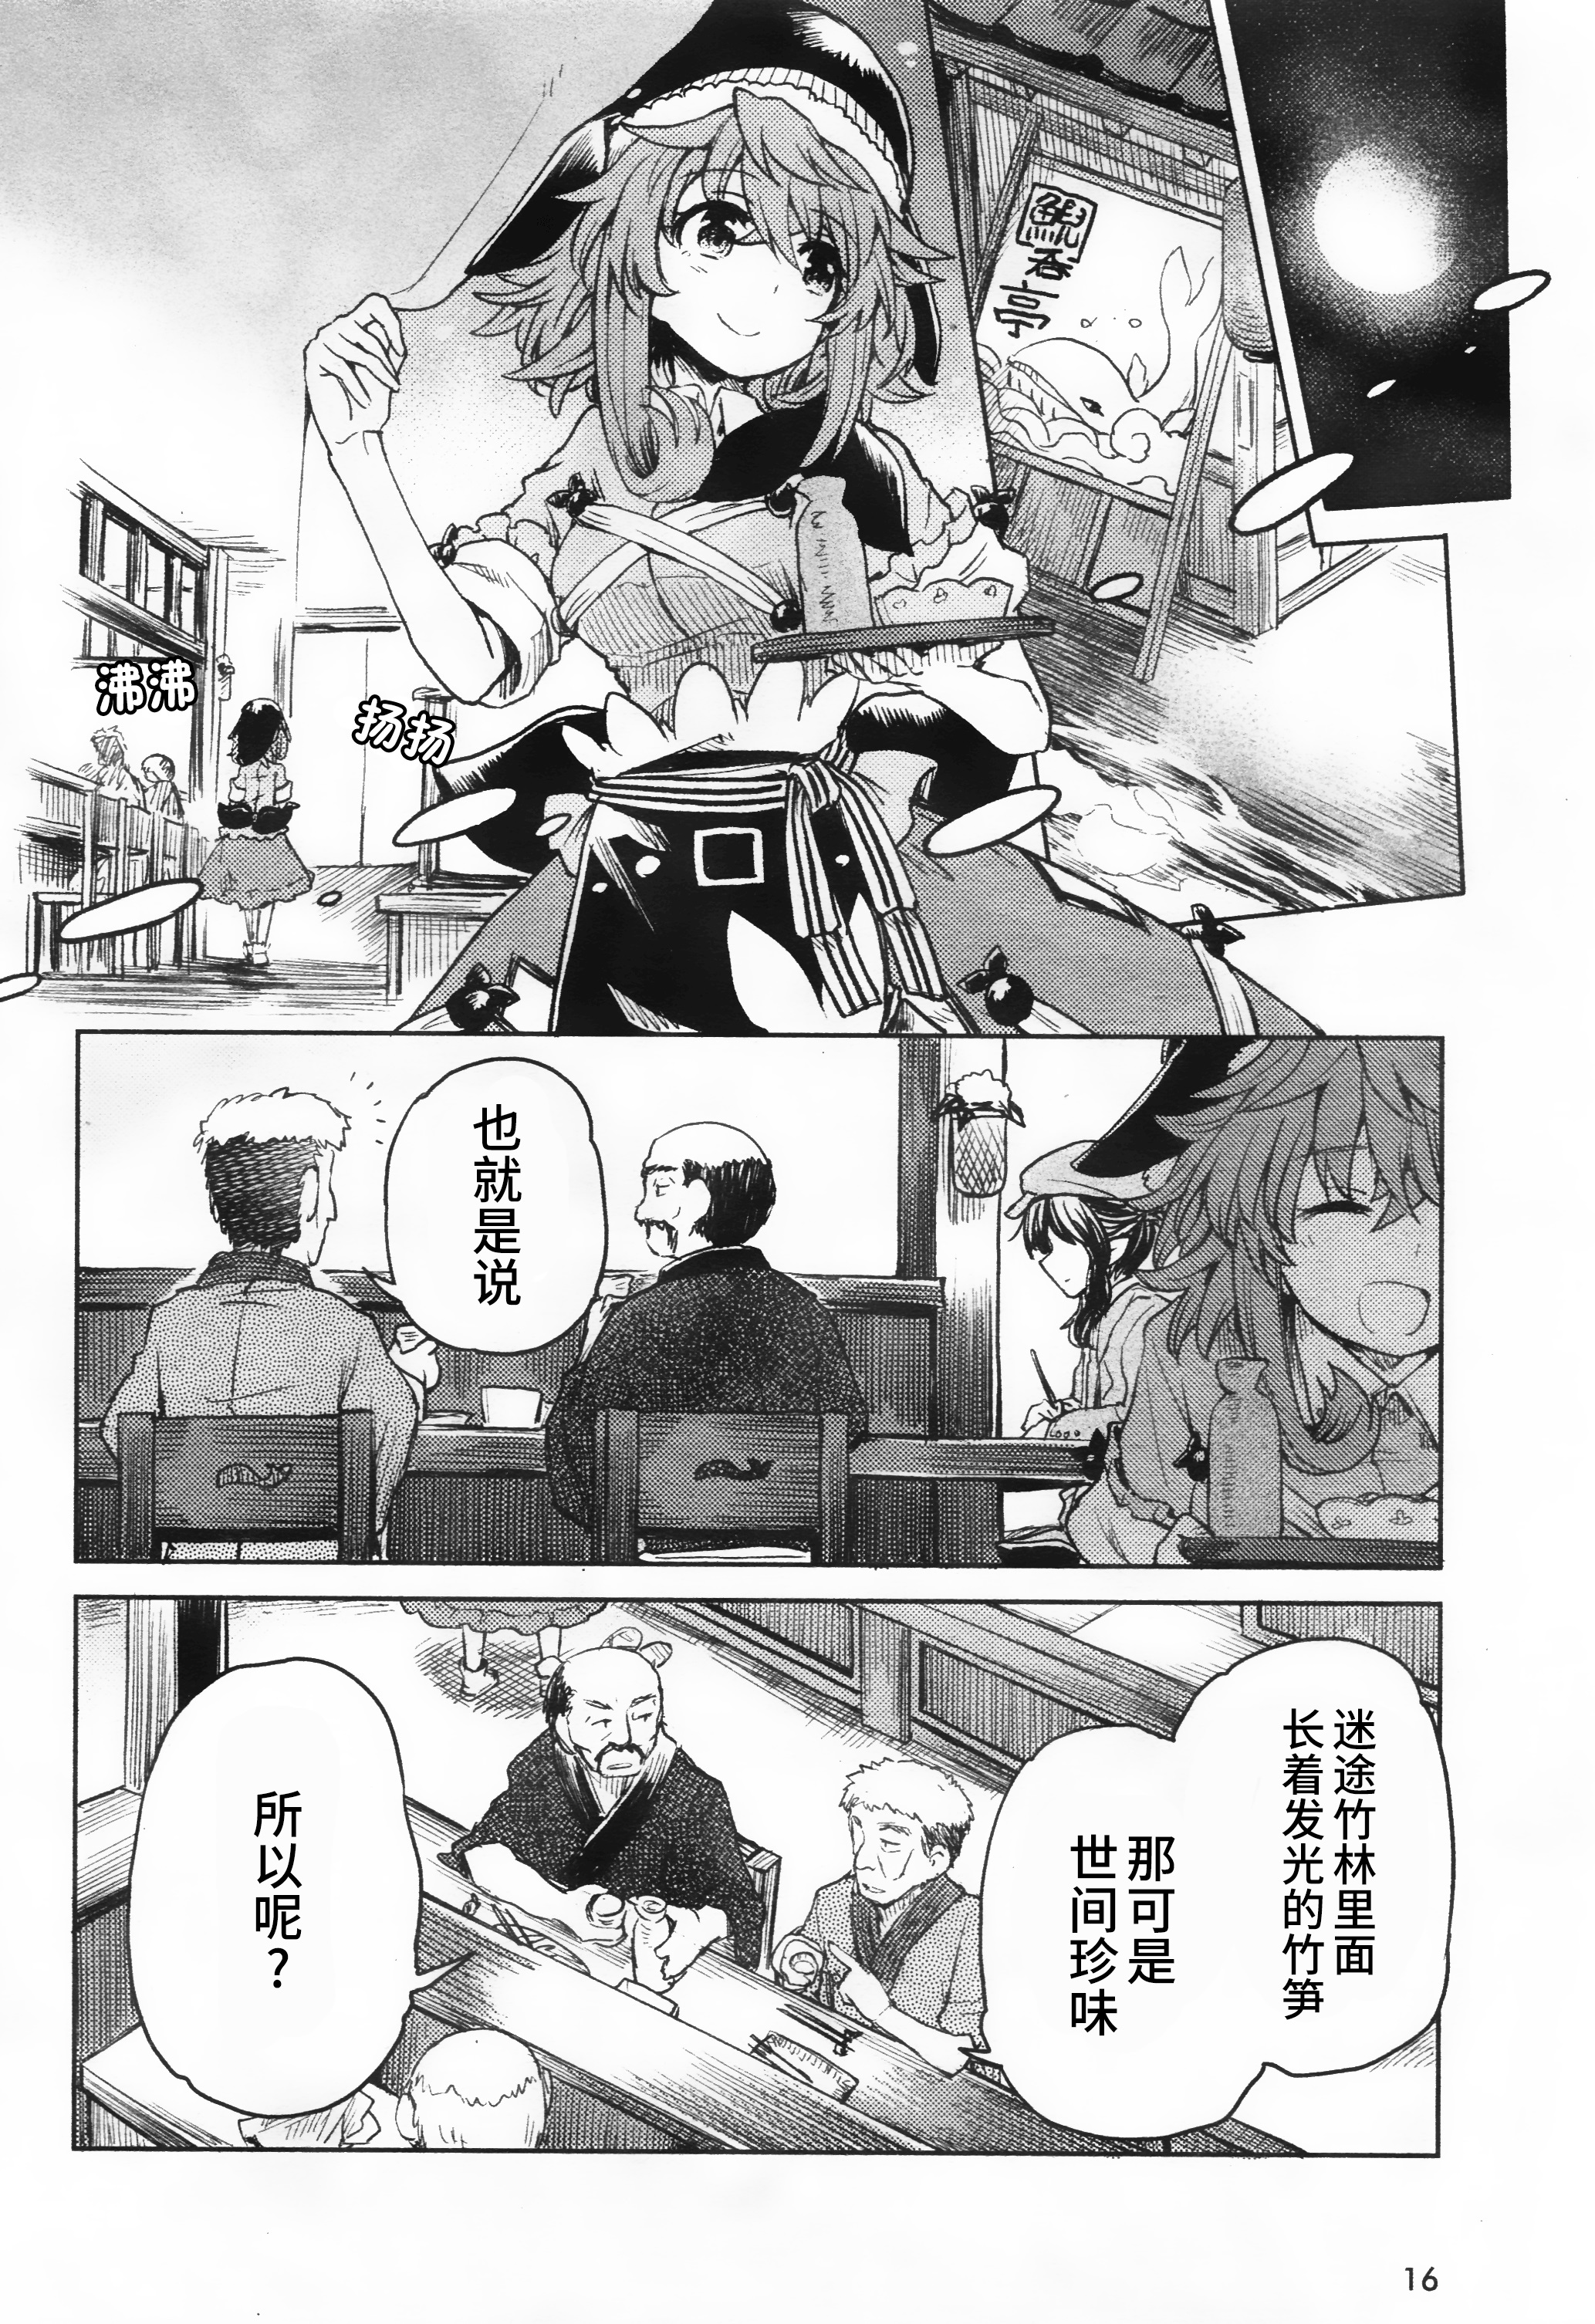 鯢呑亭
沸沸
扬扬
也就是说
迷途竹林里面
长着发光的竹笋
那可是
世间珍味
所以呢?
16